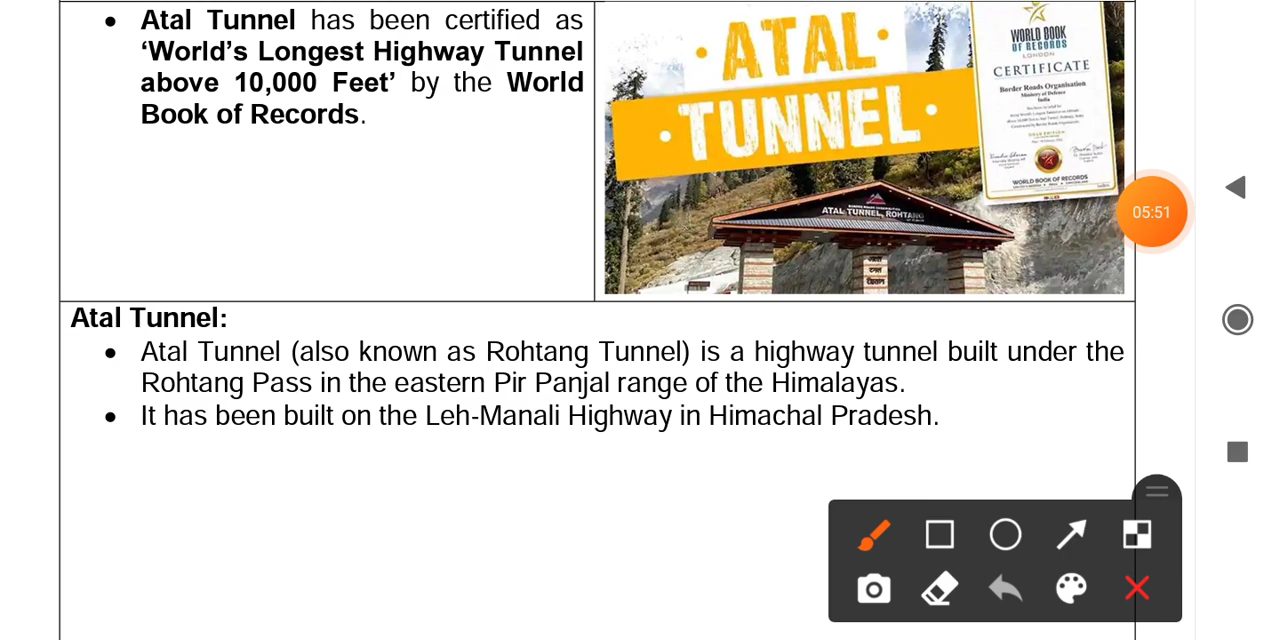 • Atal Tunnel has been certified as
‘World’s Longest Highway Tunnel
above 10,000 Feet’ by the World
Book of Records.
• ATAL •
• TUNNEL •
WORLD BOOK
OF RECORDS
LONDON
CERTIFICATE
Border Roads Organisation
Ministry of Defence
India
WORLD BOOK OF RECORDS
ATAL TUNNEL, ROHTANG
05:51
Atal Tunnel:
• Atal Tunnel (also known as Rohtang Tunnel) is a highway tunnel built under the
Rohtang Pass in the eastern Pir Panjal range of the Himalayas.
• It has been built on the Leh-Manali Highway in Himachal Pradesh.